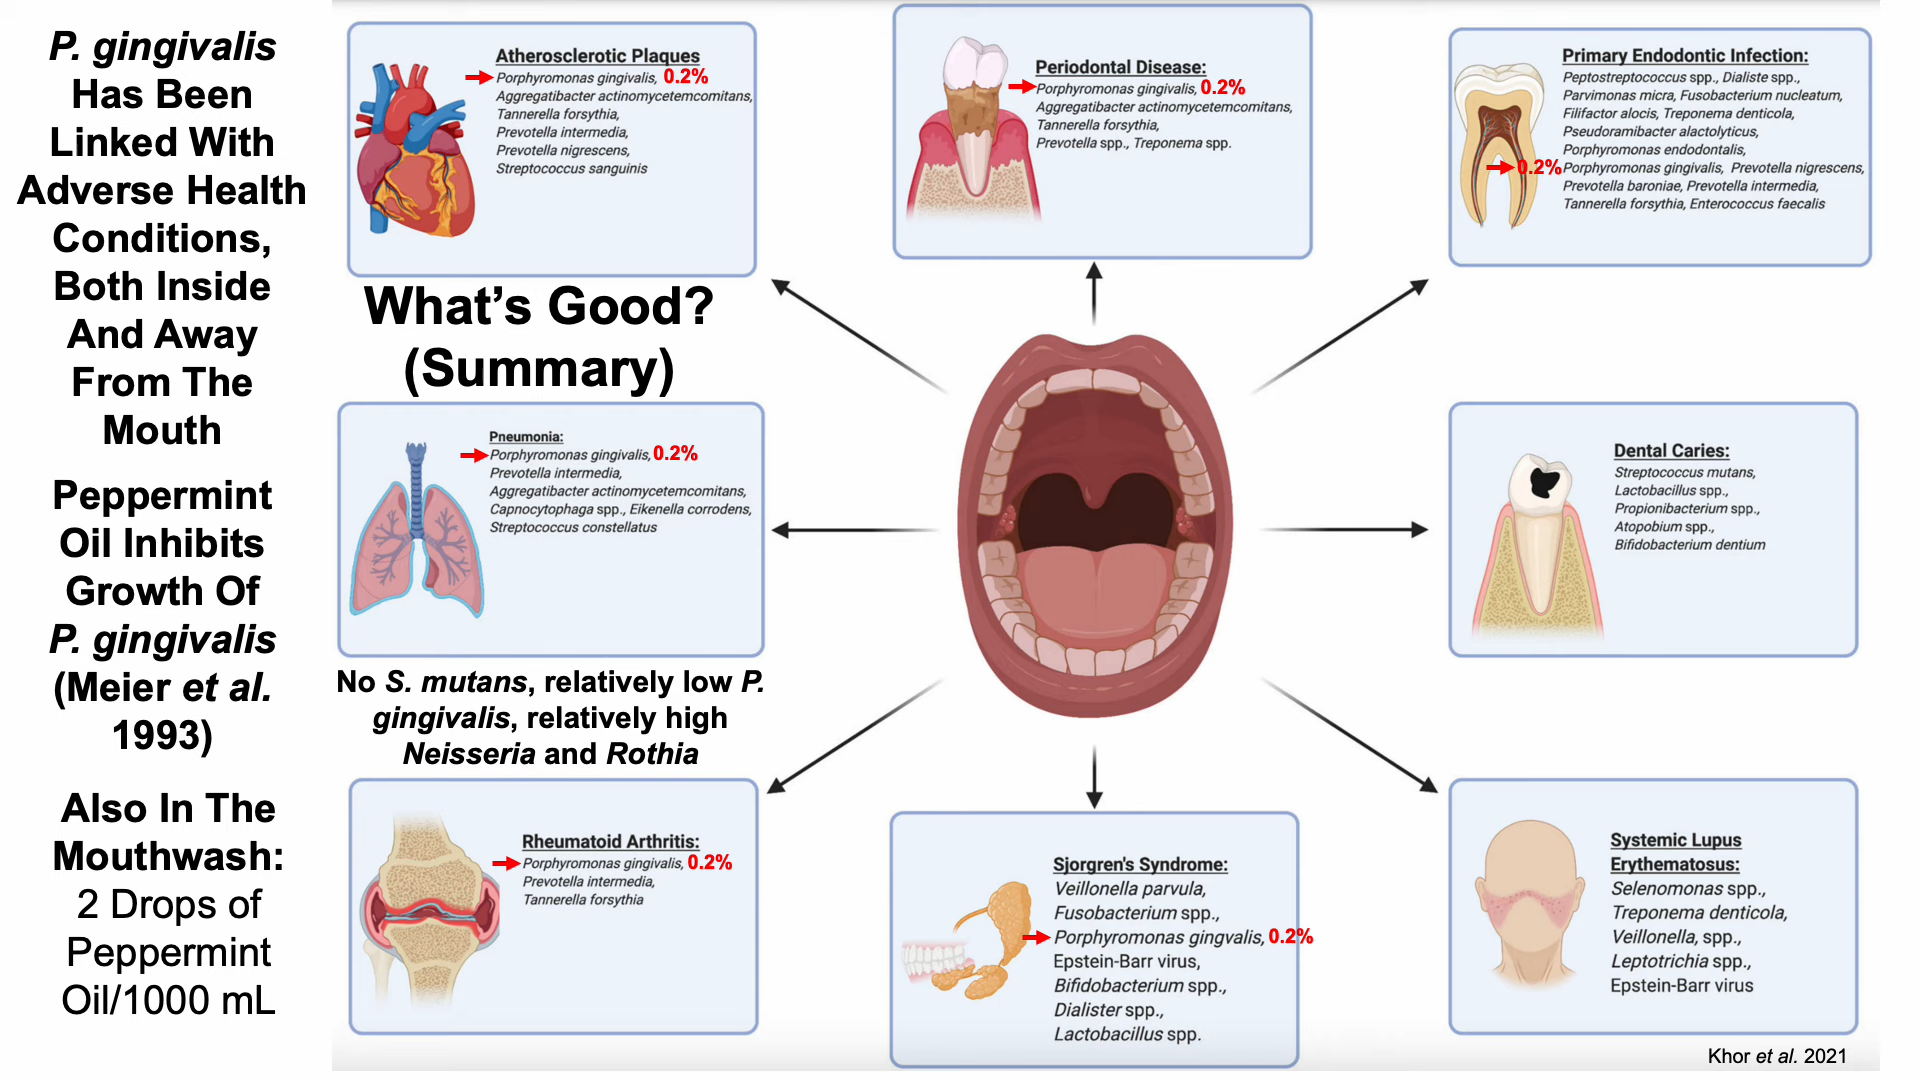 P. gingivalis
Has Been
Linked With
Adverse Health
Conditions,
Both Inside
And Away
From The
Mouth
Peppermint
Oil Inhibits
Growth Of
P. gingivalis
(Meier et al.
1993)
Also In The
Mouthwash:
2 Drops of
Peppermint
Oil/1000 mL
Atherosclerotic Plaques
Porphyromonas gingivalis, 0.2%
Aggregatibacter actinomycetemcomitans,
Tannerella forsythia,
Prevotella intermedia,
Prevotella nigrescens,
Streptococcus sanguinis
Periodontal Disease:
Porphyromonas gingivalis, 0.2%
Aggregatibacter actinomycetemcomitans,
Tannerella forsythia,
Prevotella spp., Treponema spp.
Primary Endodontic Infection:
Peptostreptococcus spp., Dialiste spp.,
Parvimonas micra, Fusobacterium nucleatum,
Filifactor alocis, Treponema denticola,
Pseudoramibacter alactolyticus,
Porphyromonas endodontalis,
0.2% Porphyromonas gingivalis, Prevotella nigrescens,
Prevotella baroniae, Prevotella intermedia,
Tannerella forsythia, Enterococcus faecalis
What's Good?
(Summary)
Pneumonia:
Porphyromonas gingivalis, 0.2%
Prevotella intermedia,
Aggregatibacter actinomycetemcomitans,
Capnocytophaga spp., Eikenella corrodens,
Streptococcus constellatus
Dental Caries:
Streptococcus mutans,
Lactobacillus spp.,
Propionibacterium spp.,
Atopobium spp.,
Bifidobacterium dentium
No S. mutans, relatively low P.
gingivalis, relatively high
Neisseria and Rothia
Rheumatoid Arthritis:
Porphyromonas gingivalis, 0.2%
Prevotella intermedia,
Tannerella forsythia
Sjorgren's Syndrome:
Veillonella parvula,
Fusobacterium spp.,
Porphyromonas gingvalis, 0.2%
Epstein-Barr virus,
Bifidobacterium spp.,
Dialister spp.,
Lactobacillus spp.
Systemic Lupus
Erythematosus:
Selenomonas spp.,
Treponema denticola,
Veillonella, spp.,
Leptotrichia spp.,
Epstein-Barr virus
Khor et al. 2021